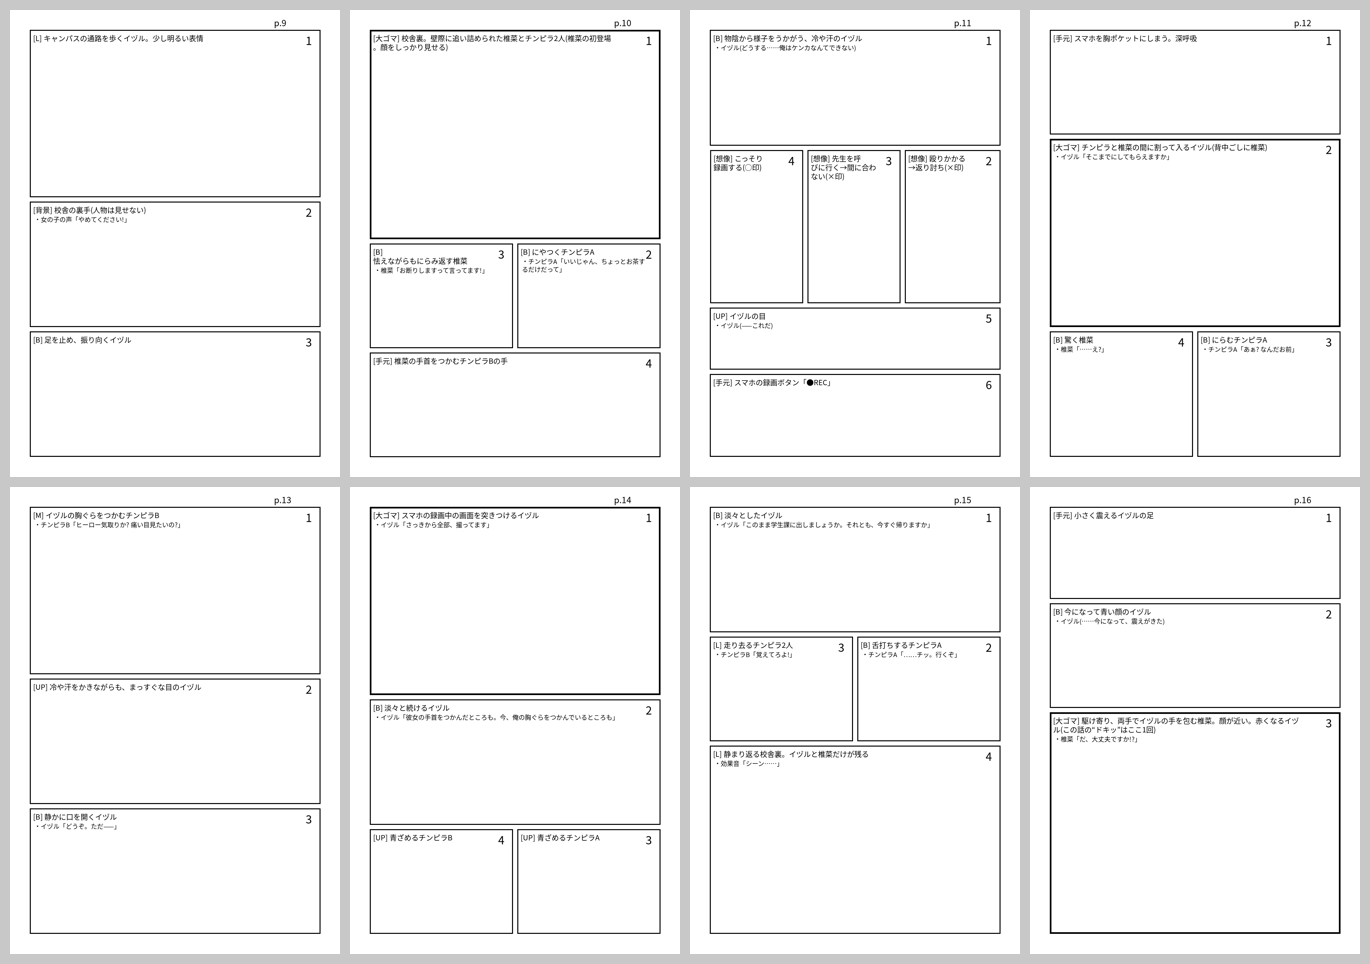 p.9
[L] キャンパスの通路を歩くイヅル。少し明るい表情
1
[背景] 校舎の裏手(人物は見せない)
・女の子の声「やめてください!」
2
[B] 足を止め、振り向くイヅル
3
p.10
[大ゴマ] 校舎裏。壁際に追い詰められた椎菜とチンピラ2人(椎菜の初登場
。顔をしっかり見せる)
1
[B] にやつくチンピラA
・チンピラA「いいじゃん、ちょっとお茶す
るだけだって」
2
[B]
怯えながらもにらみ返す椎菜
・椎菜「お断りしますって言ってます!」
3
[手元] 椎菜の手首をつかむチンピラBの手
4
p.11
[B] 物陰から様子をうかがう、冷や汗のイヅル
・イヅル(どうする……俺はケンカなんてできない)
1
[想像] 殴りかかる
→返り討ち(×印)
2
[想像] 先生を呼
びに行く→間に合わ
ない(×印)
3
[想像] こっそり
録画する(○印)
4
[UP] イヅルの目
・イヅル(——これだ)
5
[手元] スマホの録画ボタン「●REC」
6
p.12
[手元] スマホを胸ポケットにしまう。深呼吸
1
[大ゴマ] チンピラと椎菜の間に割って入るイヅル(背中ごしに椎菜)
・イヅル「そこまでにしてもらえますか」
2
[B] にらむチンピラA
・チンピラA「あぁ? なんだお前」
3
[B] 驚く椎菜
・椎菜「……え?」
4
p.13
[M] イヅルの胸ぐらをつかむチンピラB
・チンピラB「ヒーロー気取りか? 痛い目見たいの?」
1
[UP] 冷や汗をかきながらも、まっすぐな目のイヅル
2
[B] 静かに口を開くイヅル
・イヅル「どうぞ。ただ——」
3
p.14
[大ゴマ] スマホの録画中の画面を突きつけるイヅル
・イヅル「さっきから全部、撮ってます」
1
[B] 淡々と続けるイヅル
・イヅル「彼女の手首をつかんだところも。今、俺の胸ぐらをつかんでいるところも」
2
[UP] 青ざめるチンピラA
3
[UP] 青ざめるチンピラB
4
p.15
[B] 淡々としたイヅル
・イヅル「このまま学生課に出しましょうか。それとも、今すぐ帰りますか」
1
[B] 舌打ちするチンピラA
・チンピラA「……チッ。行くぞ」
2
[L] 走り去るチンピラ2人
・チンピラB「覚えてろよ!」
3
[L] 静まり返る校舎裏。イヅルと椎菜だけが残る
・効果音「シーン……」
4
p.16
[手元] 小さく震えるイヅルの足
1
[B] 今になって青い顔のイヅル
・イヅル(……今になって、震えがきた)
2
[大ゴマ] 駆け寄り、両手でイヅルの手を包む椎菜。顔が近い。赤くなるイヅ
ル(この話の"ドキッ"はここ1回)
・椎菜「だ、大丈夫ですか!?」
3